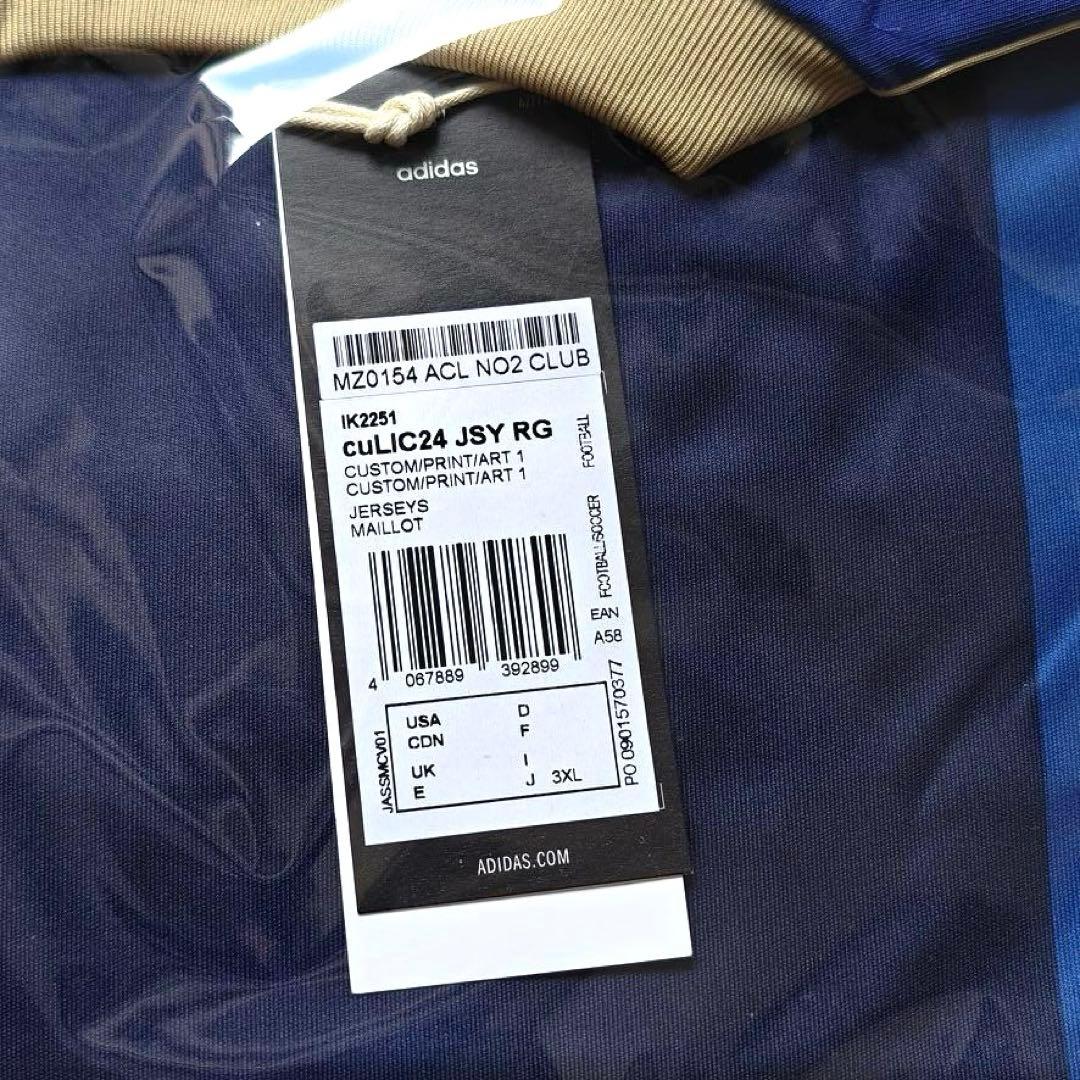 adidas
MZ0154 ACL NO2 CLUB
IK2251
cuLIC24 JSY RG
CUSTOM/PRINT/ART 1
CUSTOM/PRINT/ART 1
JERSEYS
MAILLOT
FOOTBALL
FOOTBALL/SOCCER
EAN
A58
4 067889 392899
USA D
CDN F
UK I
E J 3XL
JASSMCV01
PO 0901570377
ADIDAS.COM